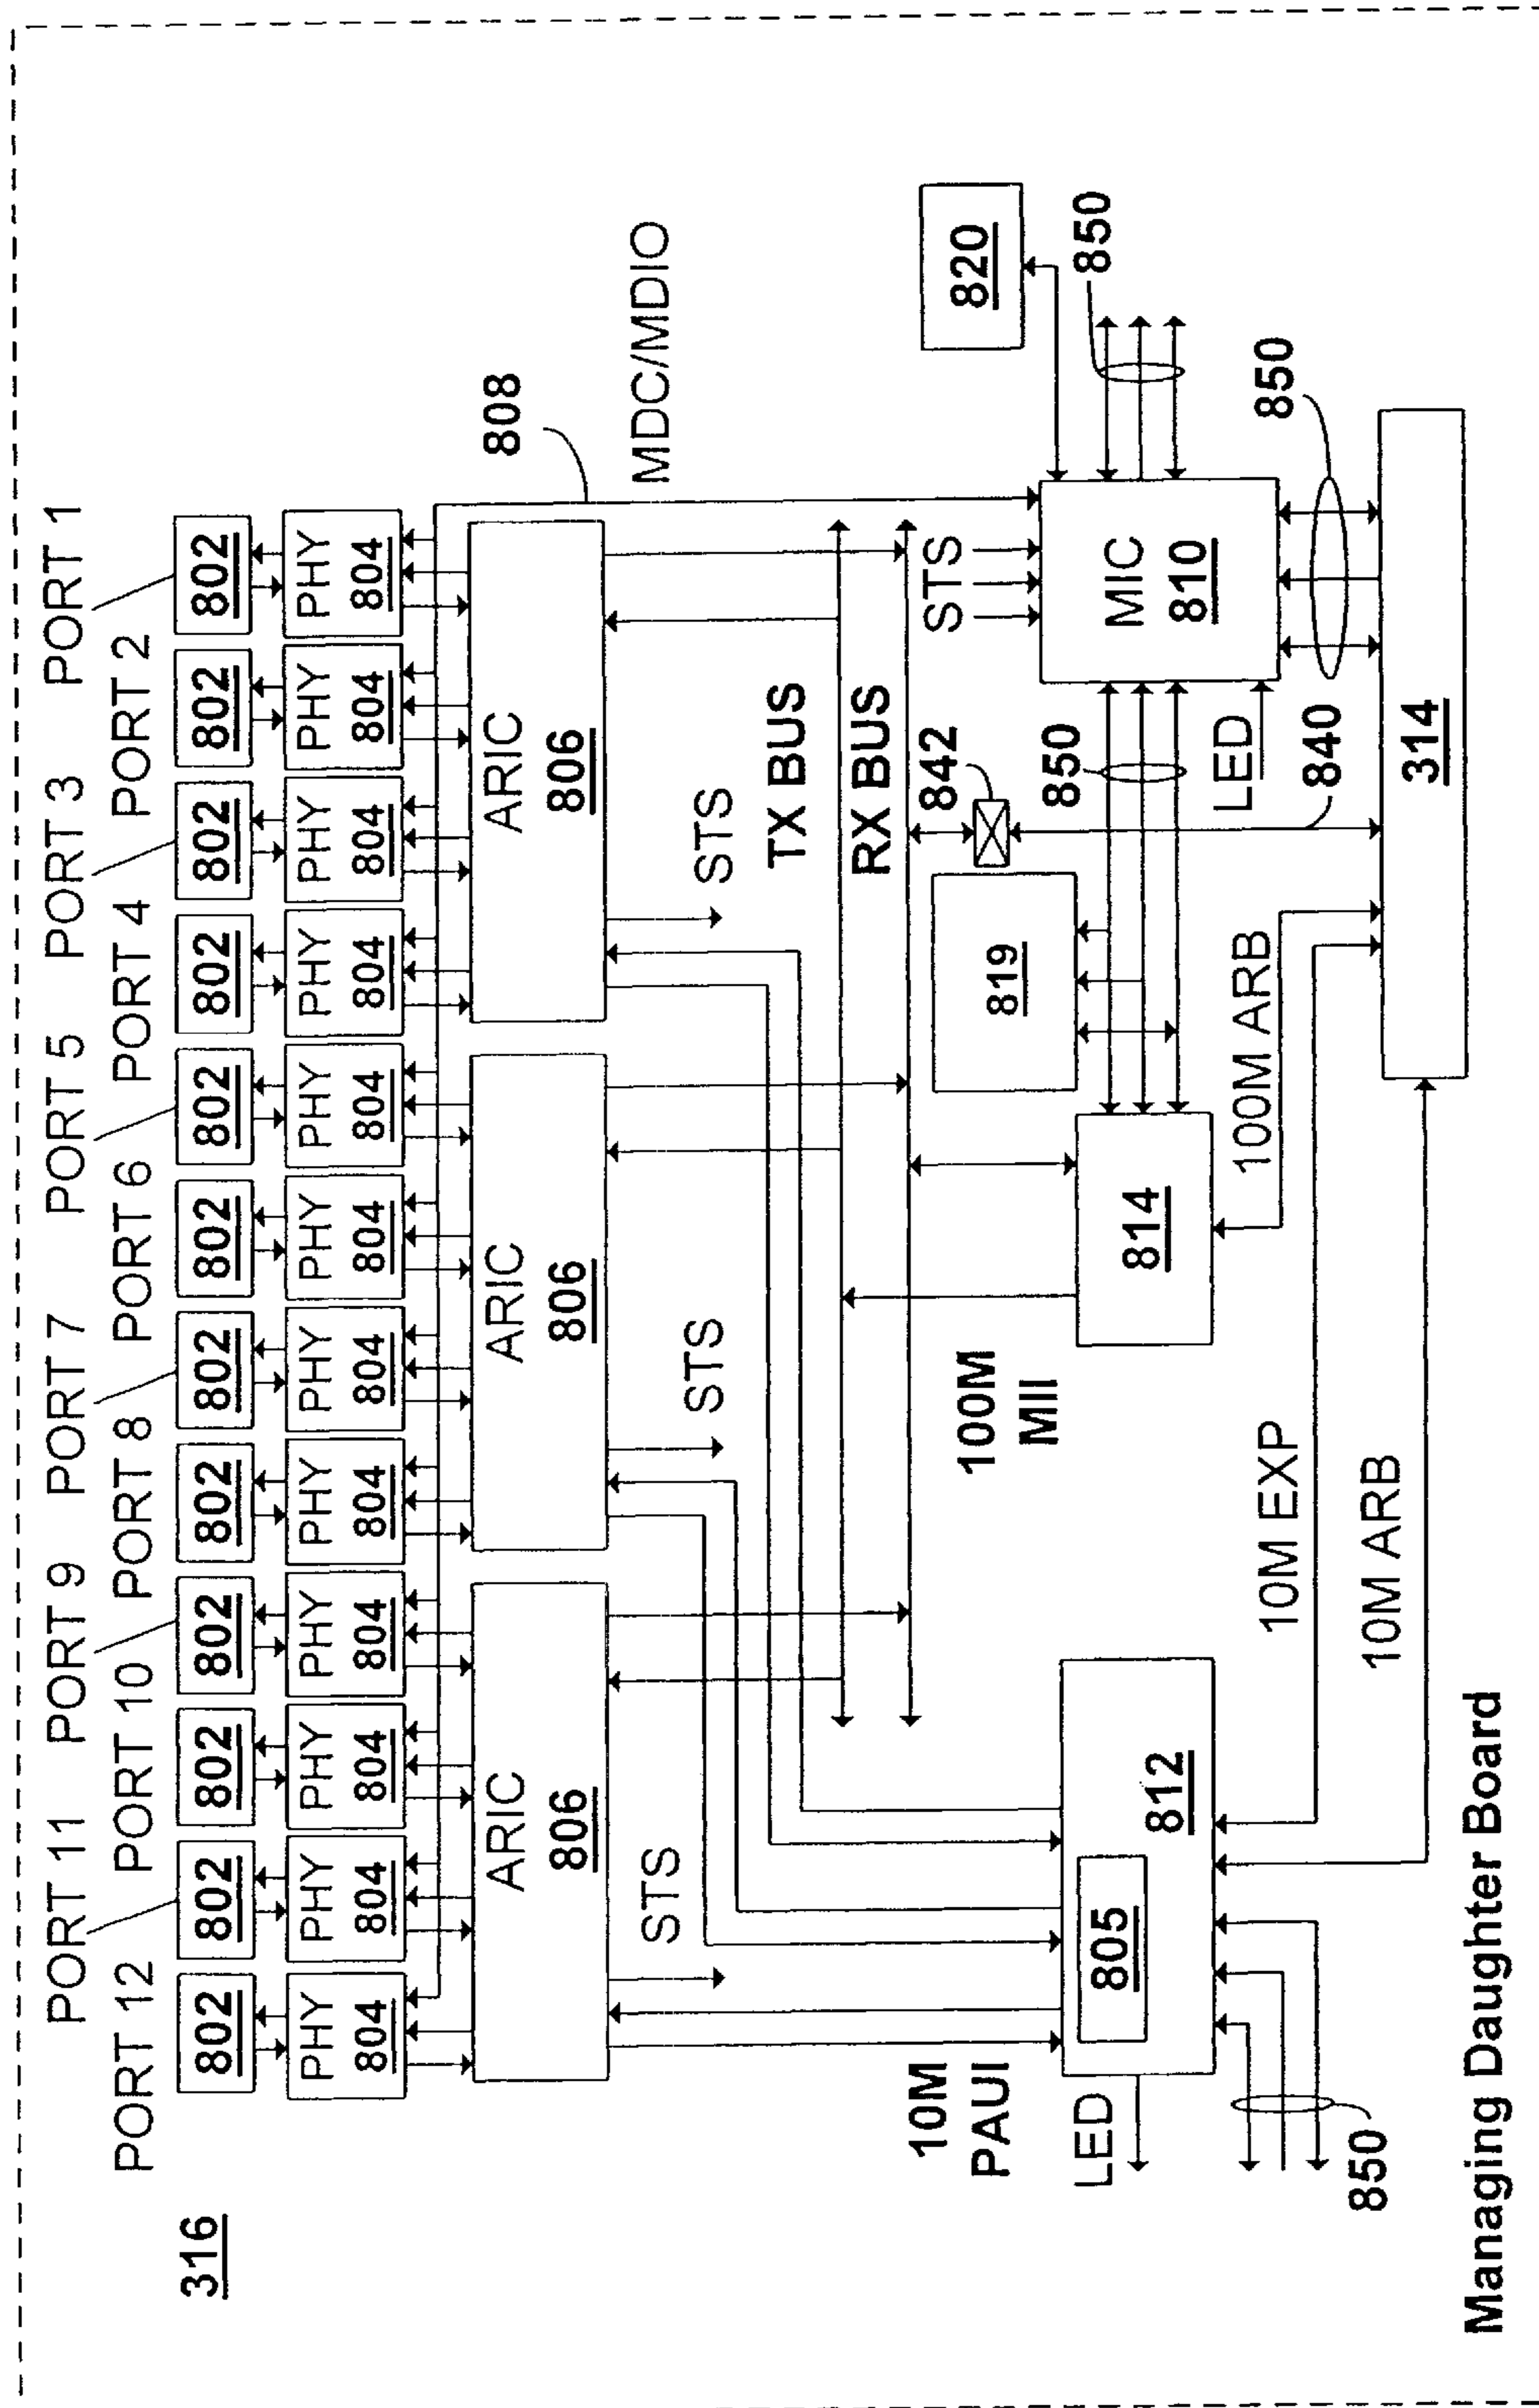 316
PORT 12
PORT 11
PORT 10
PORT 9
PORT 8
PORT 7
PORT 6
PORT 5
PORT 4
PORT 3
PORT 2
PORT 1
802
802
802
802
802
802
802
802
802
802
802
802
PHY 804
PHY 804
PHY 804
PHY 804
PHY 804
PHY 804
PHY 804
PHY 804
PHY 804
PHY 804
PHY 804
PHY 804
808
MDC/MDIO
ARIC
806
ARIC
806
ARIC
806
STS
STS
STS
TX BUS
RX BUS
10M
PAUI
100M
MII
842
STS
820
819
850
850
MIC
810
LED
805
812
814
LED
850
10M EXP
100M ARB
10M ARB
840
850
314
Managing Daughter Board